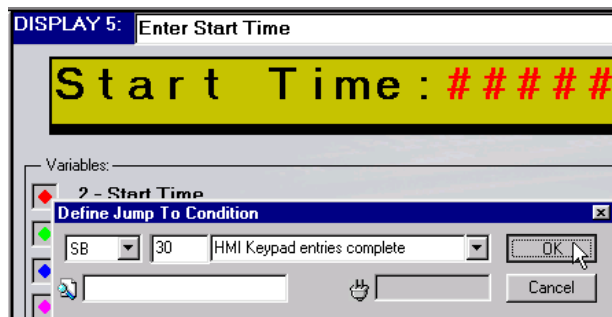 DISPLAY 5: Enter Start Time
Start Time:#####
Variables:
2 - Start Time
Define Jump To Condition
SB 30 HMI Keypad entries complete OK
Cancel